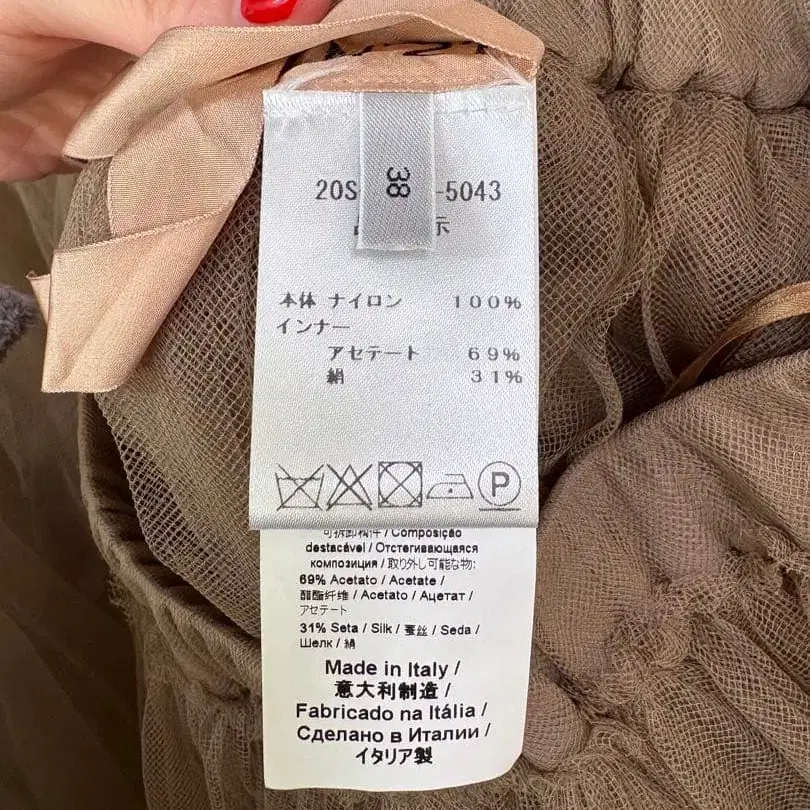 38
20S -5043
示
本体 ナイロン 100%
インナー
アセテート 69%
絹 31%
P
可拆卸构件 / Composição
destacável / Отстегивающаяся
композиция / 取り外し可能な物:
69% Acetato / Acetate /
醋酯纤维 / Acetato / Ацетат /
アセテート
31% Seta / Silk / 蚕丝 / Seda /
Шелк / 絹
Made in Italy /
意大利制造 /
Fabricado na Itália /
Сделано в Италии /
イタリア製